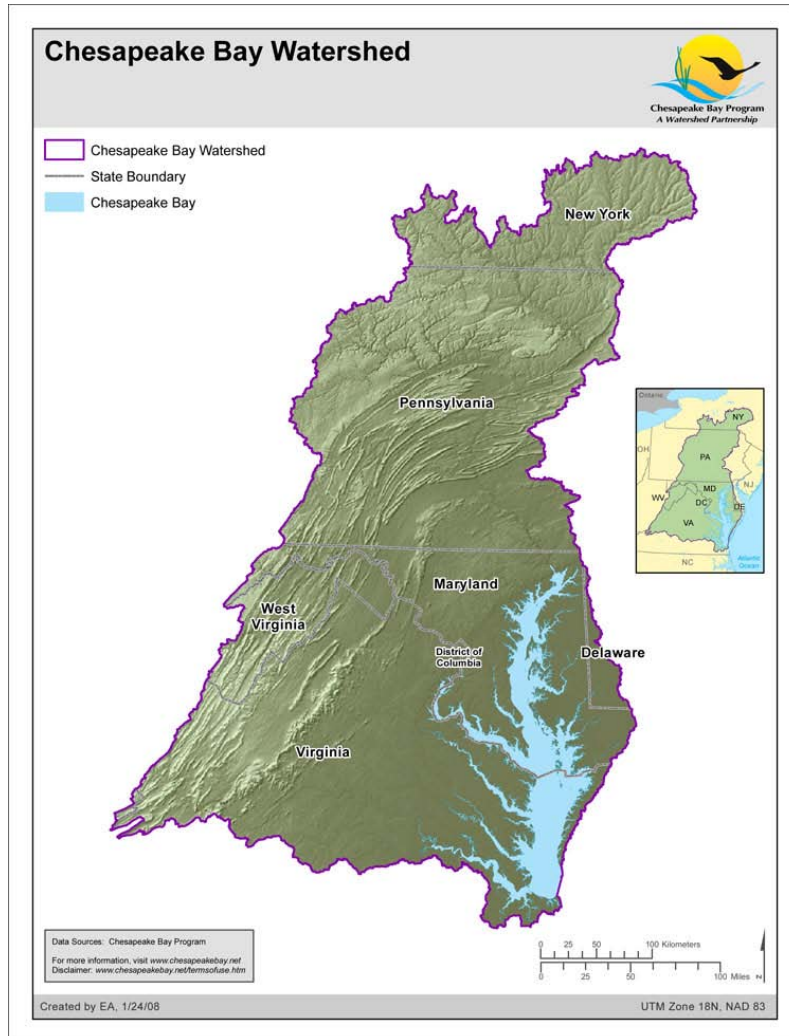 Chesapeake Bay Watershed
Chesapeake Bay Program
A Watershed Partnership
Chesapeake Bay Watershed
State Boundary
Chesapeake Bay
New York
Pennsylvania
Ontario
NY
OH
PA
NJ
MD
WV
DC
DE
VA
NC
Atlantic
Ocean
Maryland
West
Virginia
District of
Columbia
Delaware
Virginia
Data Sources: Chesapeake Bay Program
For more information, visit www.chesapeakebay.net
Disclaimer: www.chesapeakebay.net/termsofuse.htm
0 25 50 100 Kilometers
0 25 50 100 Miles
N
Created by EA, 1/24/08
UTM Zone 18N, NAD 83